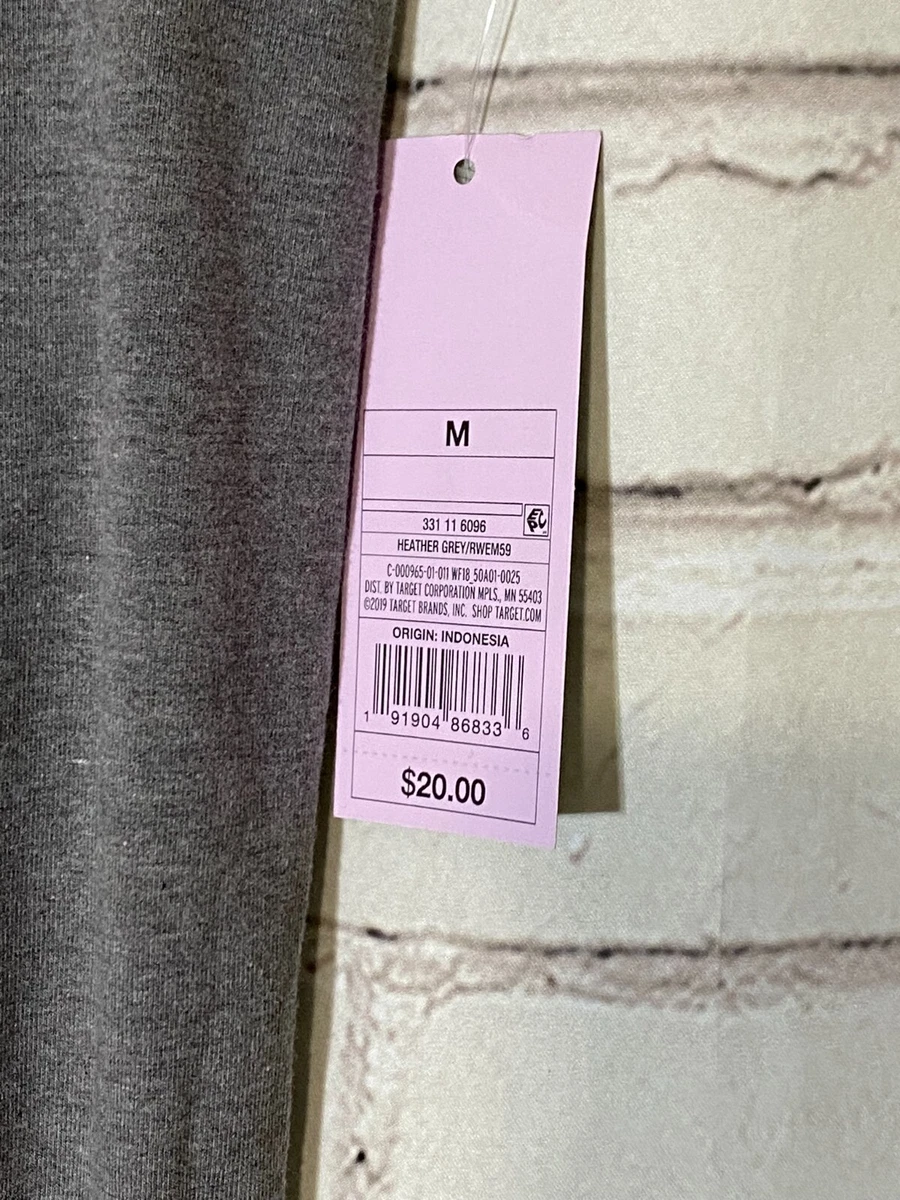 M
331 11 6096
HEATHER GREY/RWEM59
C-000965-01-011 WF18_50A01-0025
DIST. BY TARGET CORPORATION MPLS., MN 55403
©2019 TARGET BRANDS, INC. SHOP TARGET.COM
ORIGIN: INDONESIA
1 91904 86833 6
$20.00